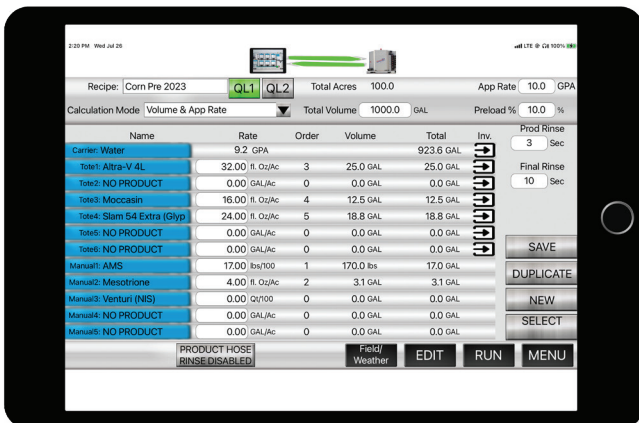 2:20 PM Wed Jul 26 LTE 100%
Recipe: Corn Pre 2023 QL1 QL2 Total Acres 100.0 App Rate 10.0 GPA
Calculation Mode Volume & App Rate Total Volume 1000.0 GAL Preload % 10.0 %
Name Rate Order Volume Total Inv. Prod Rinse
3 Sec
Carrier: Water 9.2 GPA 923.6 GAL
Tote1: Altra-V 4L 32.00 fl. Oz/Ac 3 25.0 GAL 25.0 GAL Final Rinse
Tote2: NO PRODUCT 0.00 GAL/Ac 0 0.0 GAL 0.0 GAL 10 Sec
Tote3: Moccasin 16.00 fl. Oz/Ac 4 12.5 GAL 12.5 GAL
Tote4: Slam 54 Extra (Glyp 24.00 fl. Oz/Ac 5 18.8 GAL 18.8 GAL
Tote5: NO PRODUCT 0.00 GAL/Ac 0 0.0 GAL 0.0 GAL
Tote6: NO PRODUCT 0.00 GAL/Ac 0 0.0 GAL 0.0 GAL SAVE
Manual1: AMS 17.00 lbs/100 1 170.0 lbs 17.0 GAL
Manual2: Mesotrione 4.00 fl. Oz/Ac 2 3.1 GAL 3.1 GAL DUPLICATE
Manual3: Venturi (NIS) 0.00 Qt/100 0 0.0 GAL 0.0 GAL NEW
Manual4: NO PRODUCT 0.00 GAL/Ac 0 0.0 GAL 0.0 GAL SELECT
Manual5: NO PRODUCT 0.00 GAL/Ac 0 0.0 GAL 0.0 GAL
PRODUCT HOSE
RINSE DISABLED
Field/
Weather
EDIT RUN MENU